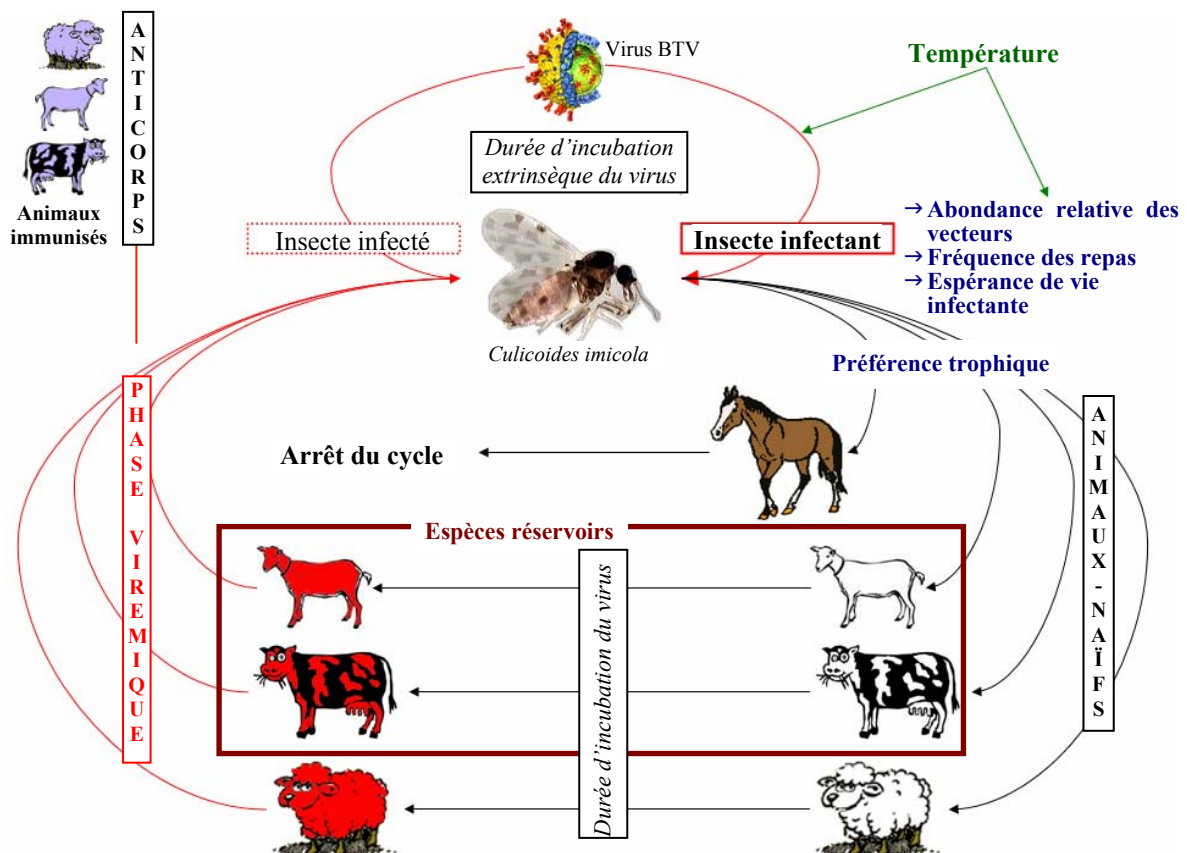 ANTICORPS
Virus BTV
Température
Durée d'incubation
extrinsèque du virus
Animaux
immunisés
Insecte infecté
Insecte infectant
→ Abondance relative des
vecteurs
→ Fréquence des repas
→ Espérance de vie
infectante
Culicoides imicola
Préférence trophique
PHASE VIREMIQUE
ANIMAUX-NAÏFS
Arrêt du cycle
Espèces réservoirs
Durée d'incubation du virus